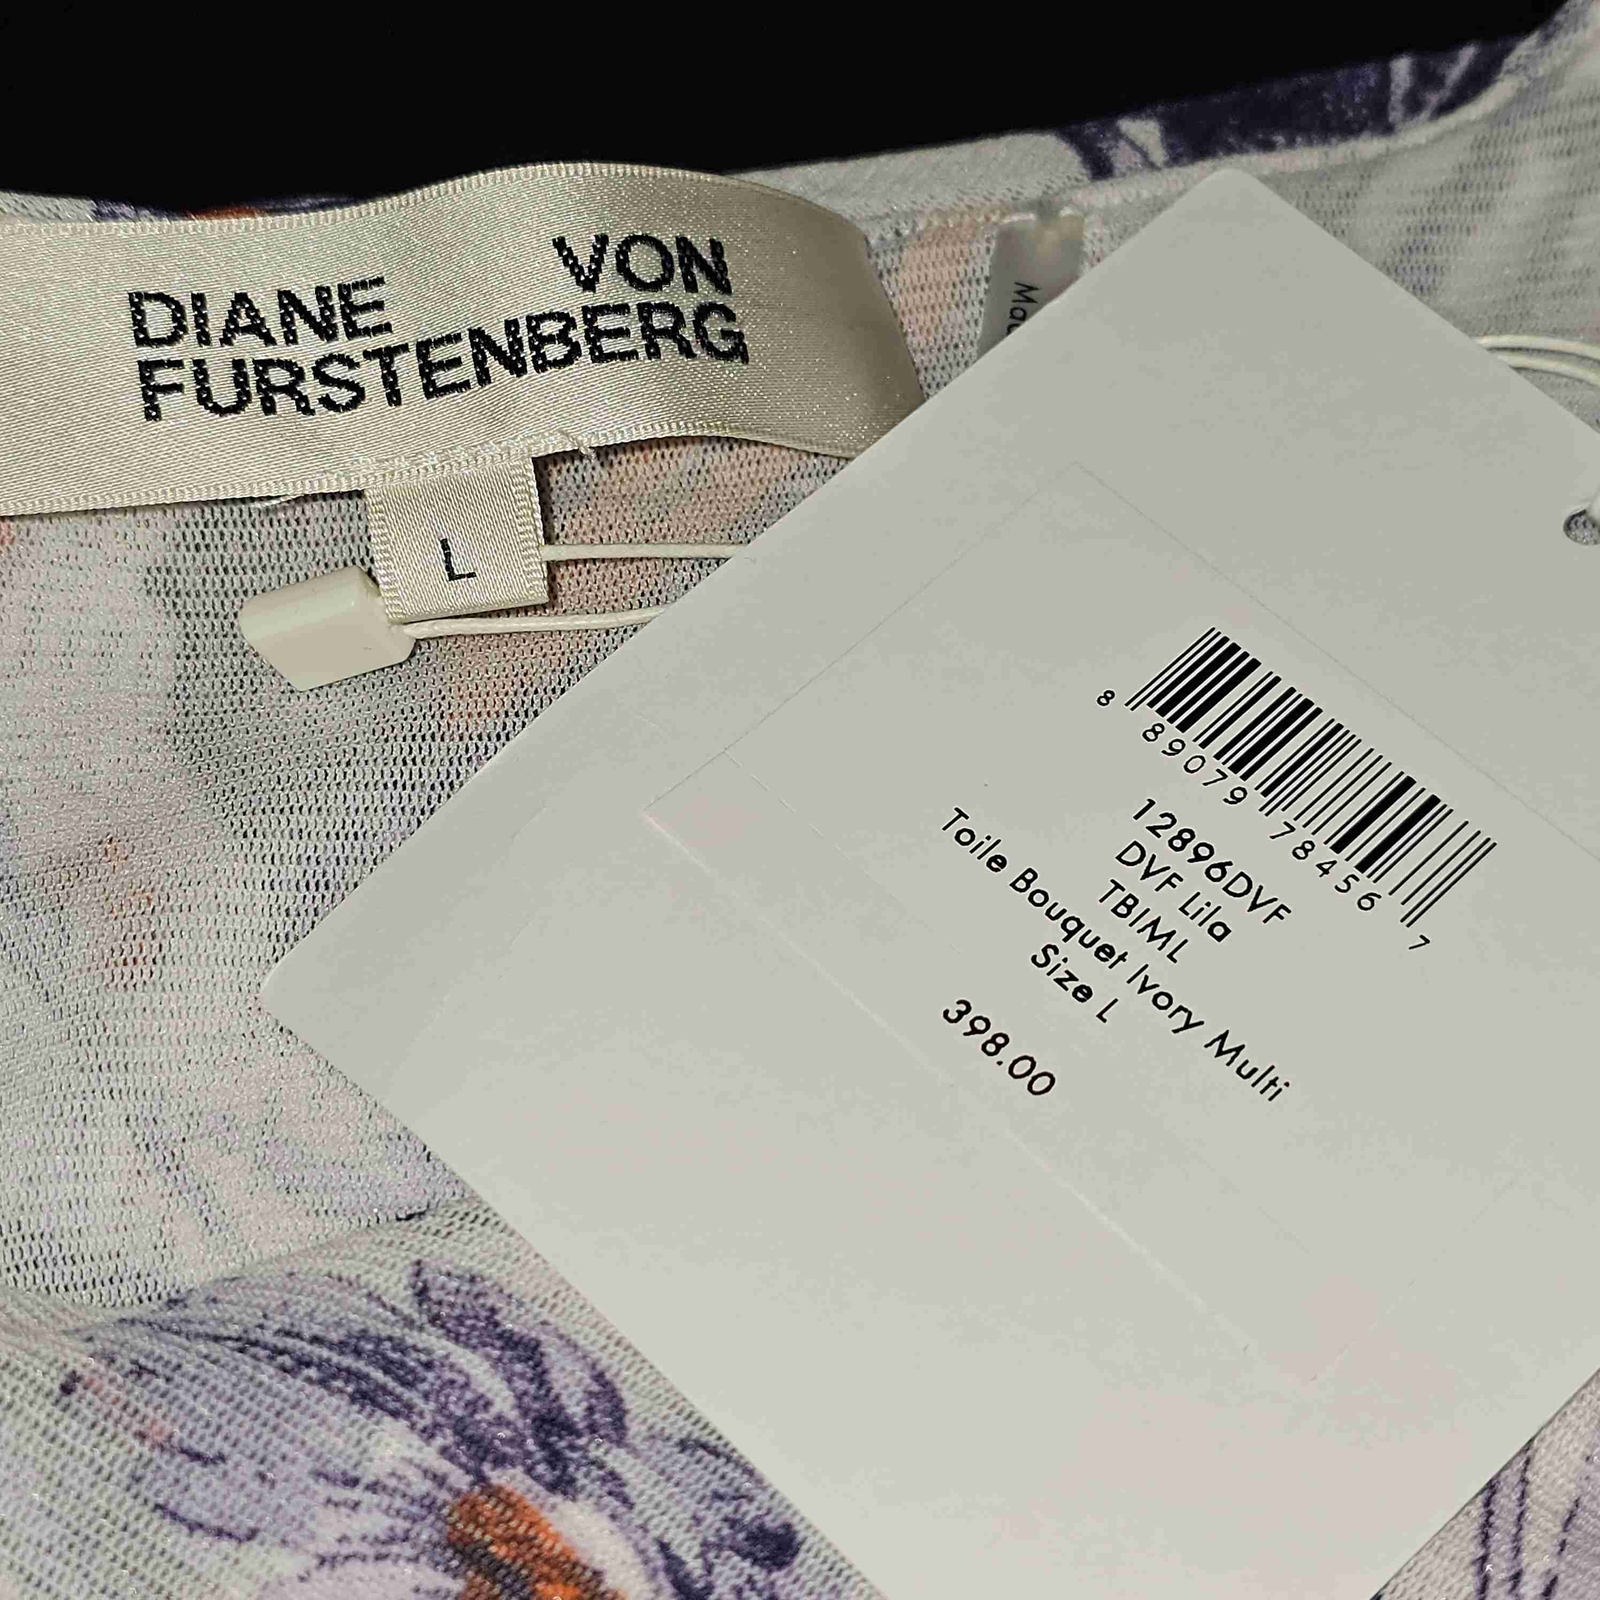 DIANE VON
FURSTENBERG
L
8 89079 78456 7
12896DVF
DVF Lila
TBIML
Toile Bouquet Ivory Multi
Size L
398.00